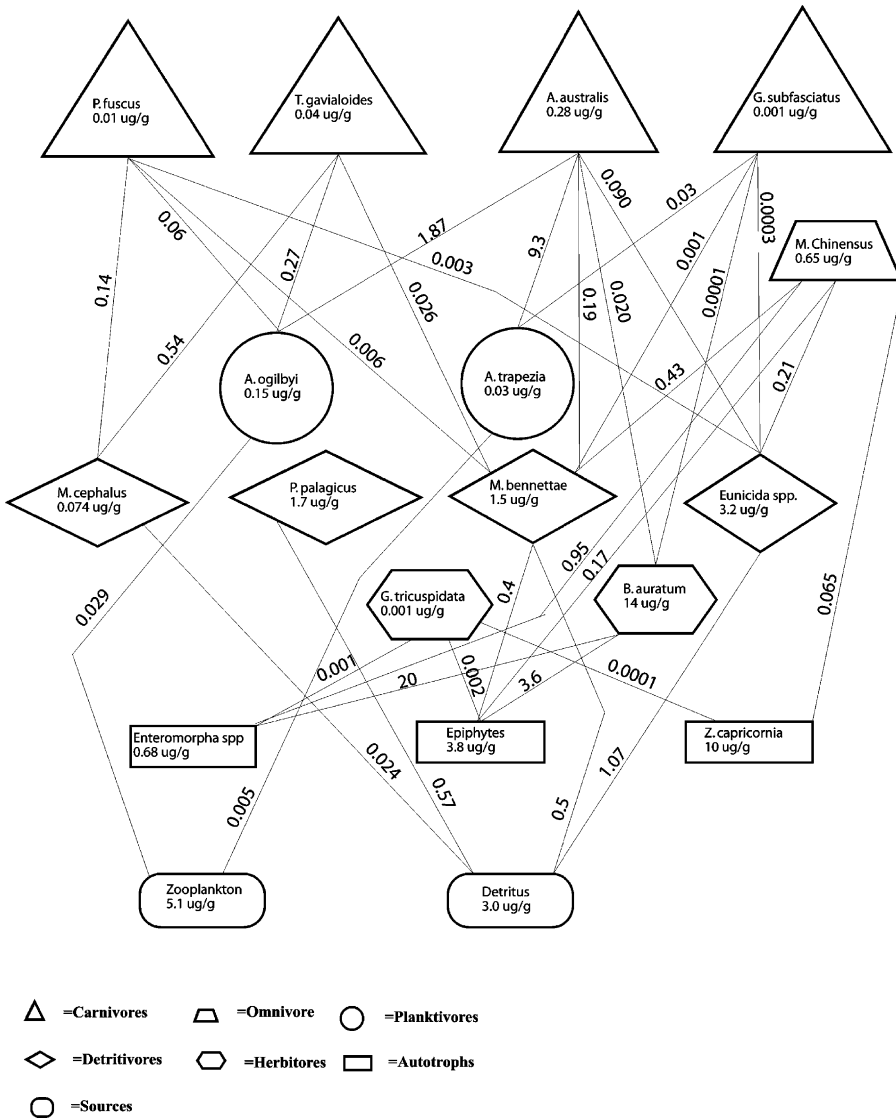 P. fuscus
0.01 ug/g
T. gavialoides
0.04 ug/g
A. australis
0.28 ug/g
G. subfasciatus
0.001 ug/g
M. Chinensus
0.65 ug/g
0.06
0.14
0.27
0.54
1.87
0.003
0.026
0.006
9.3
0.090
0.03
0.0003
0.001
0.0001
0.19
0.020
0.43
0.21
A. ogilbyi
0.15 ug/g
A. trapezia
0.03 ug/g
M. cephalus
0.074 ug/g
P. palagicus
1.7 ug/g
M. bennettae
1.5 ug/g
Eunicida spp.
3.2 ug/g
0.029
0.4
0.95
0.17
0.065
G. tricuspidata
0.001 ug/g
B. auratum
14 ug/g
0.001
20
0.002
3.6
0.0001
Enteromorpha spp
0.68 ug/g
Epiphytes
3.8 ug/g
Z. capricornia
10 ug/g
0.005
0.024
0.57
0.5
1.07
Zooplankton
5.1 ug/g
Detritus
3.0 ug/g
=Carnivores
=Omnivore
=Planktivores
=Detritivores
=Herbitores
=Autotrophs
=Sources